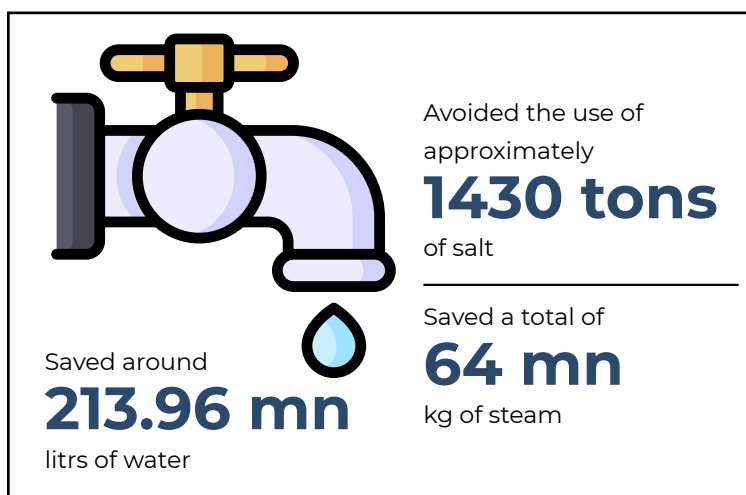 Avoided the use of
approximately
1430 tons
of salt
Saved a total of
64 mn
kg of steam
Saved around
213.96 mn
litrs of water